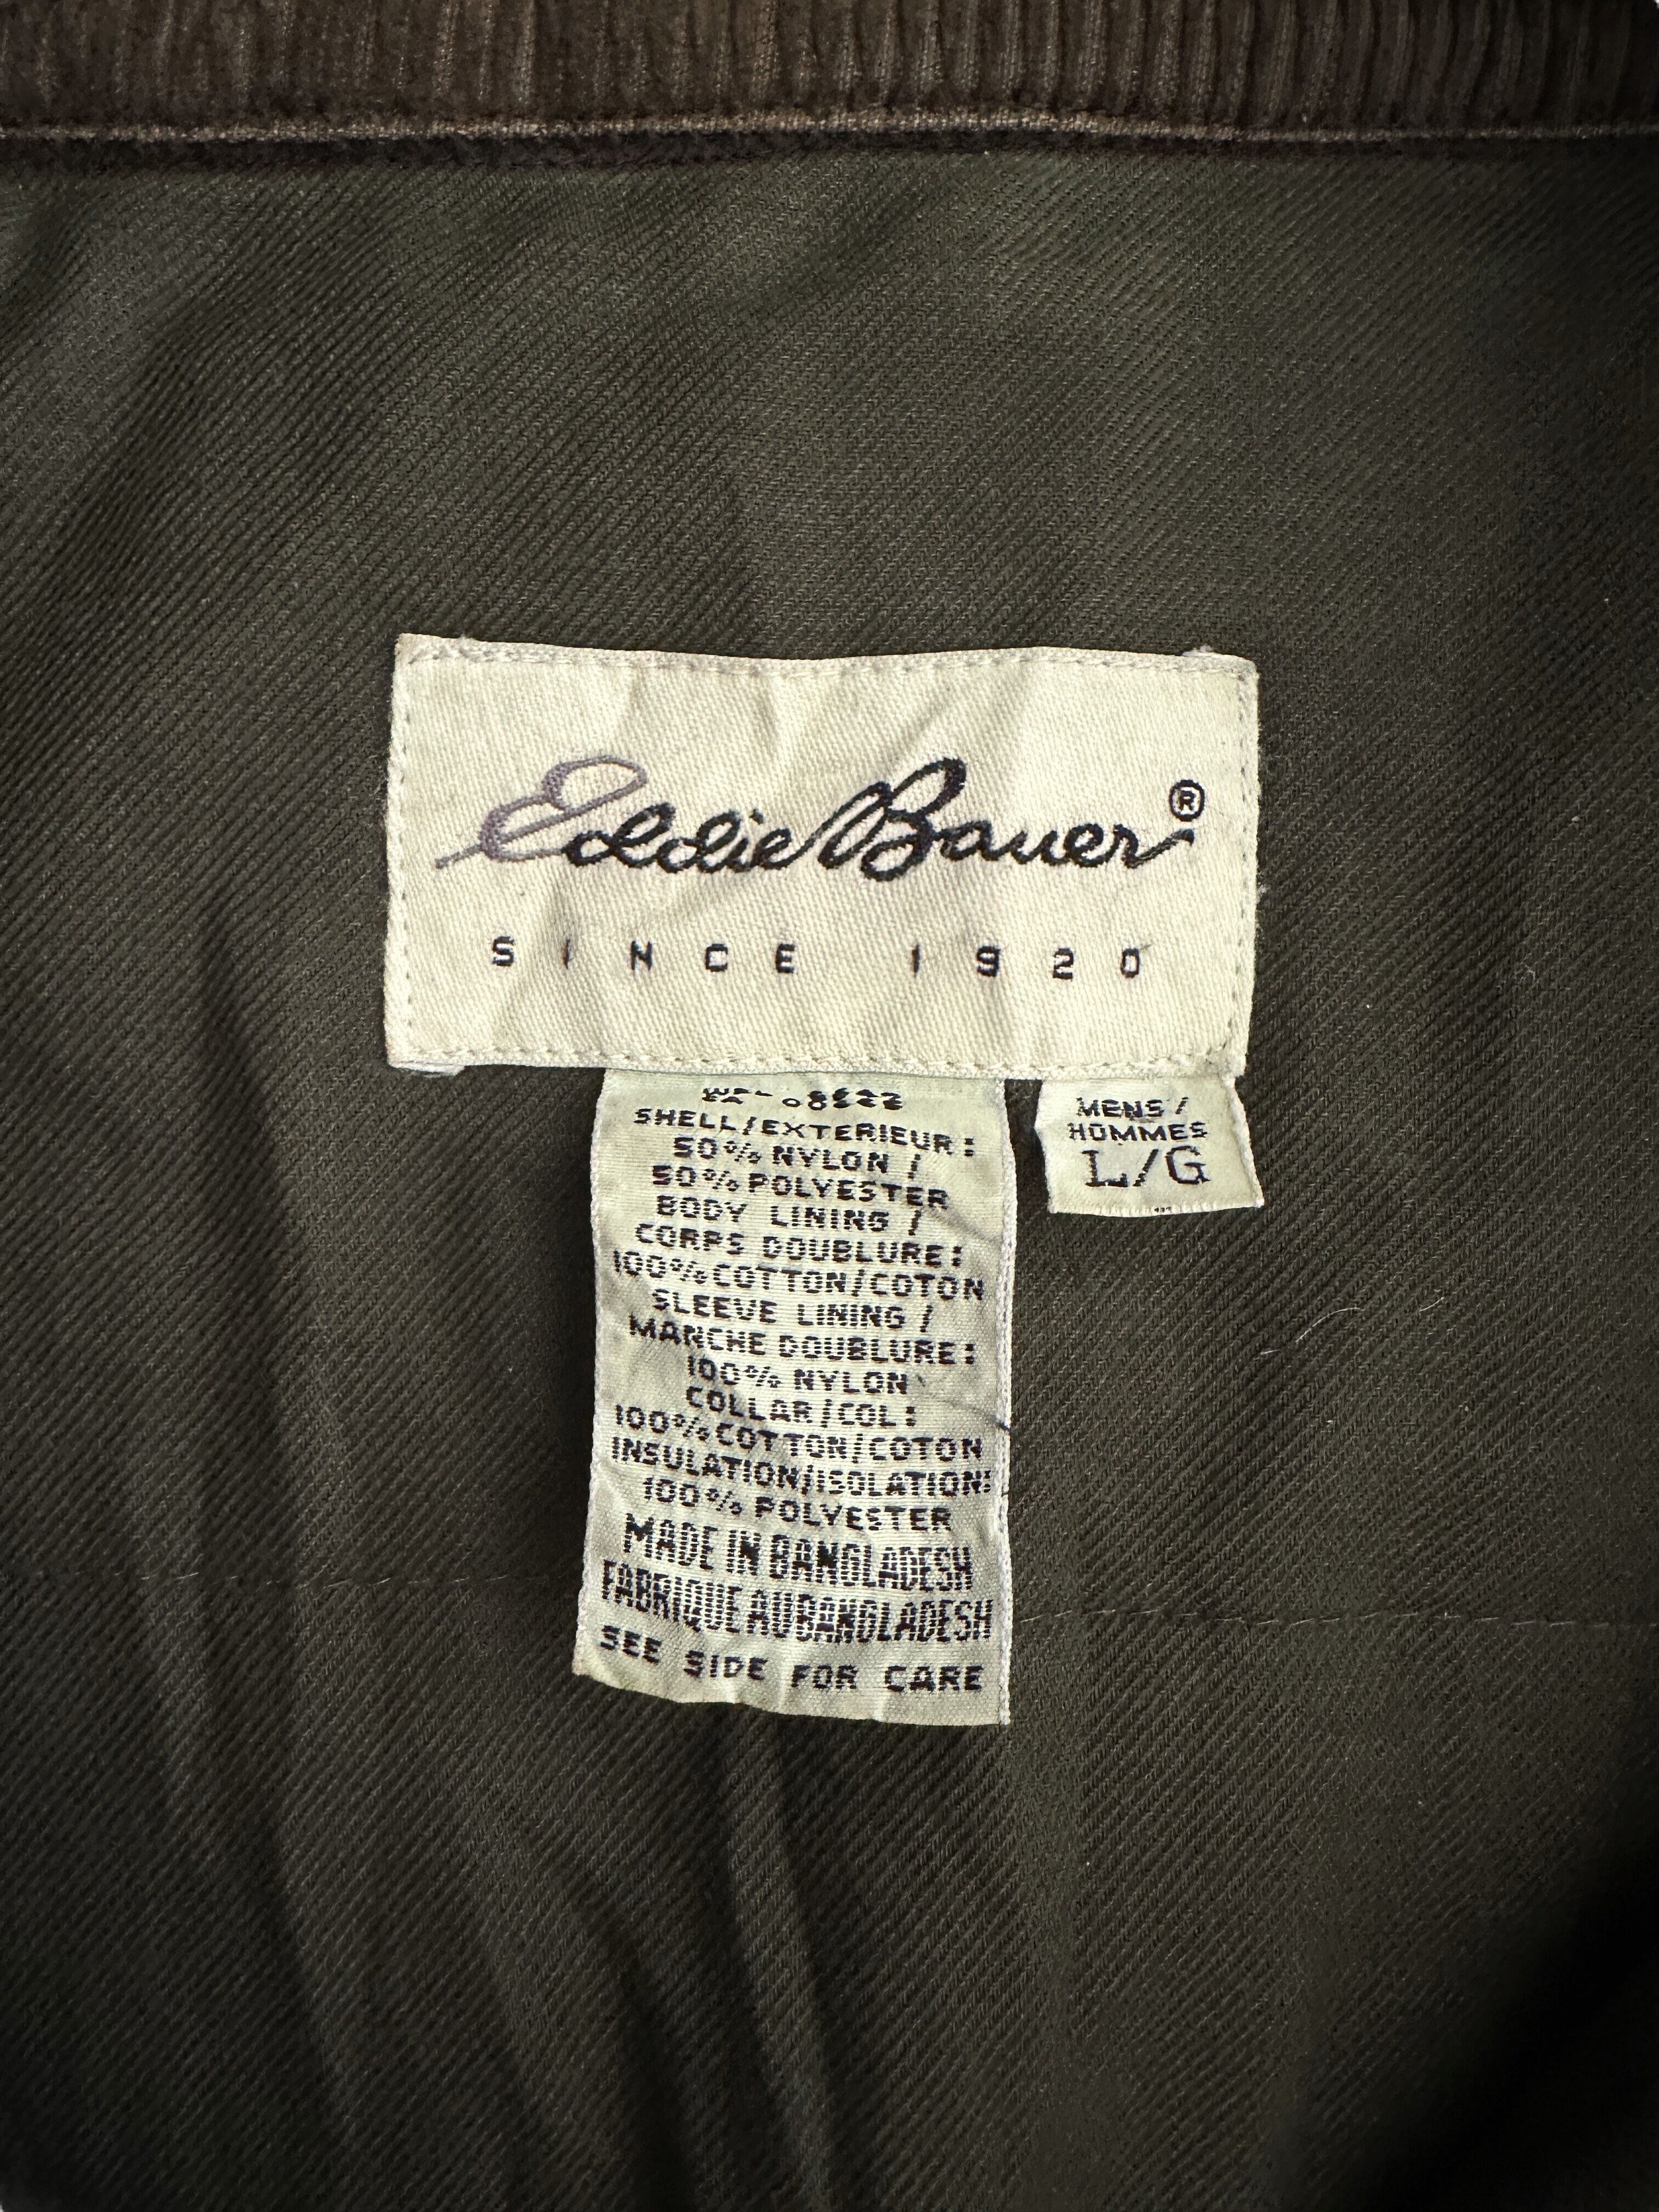 Eddie Bauer®
SINCE 1920
MENS /
HOMMES
L/G
SHELL/EXTERIEUR:
50% NYLON /
50% POLYESTER
BODY LINING /
CORPS DOUBLURE:
100% COTTON/COTON
SLEEVE LINING /
MANCHE DOUBLURE:
100% NYLON
COLLAR/COL:
100% COTTON/COTON
INSULATION/ISOLATION:
100% POLYESTER
MADE IN BANGLADESH
FABRIQUE AU BANGLADESH
SEE SIDE FOR CARE